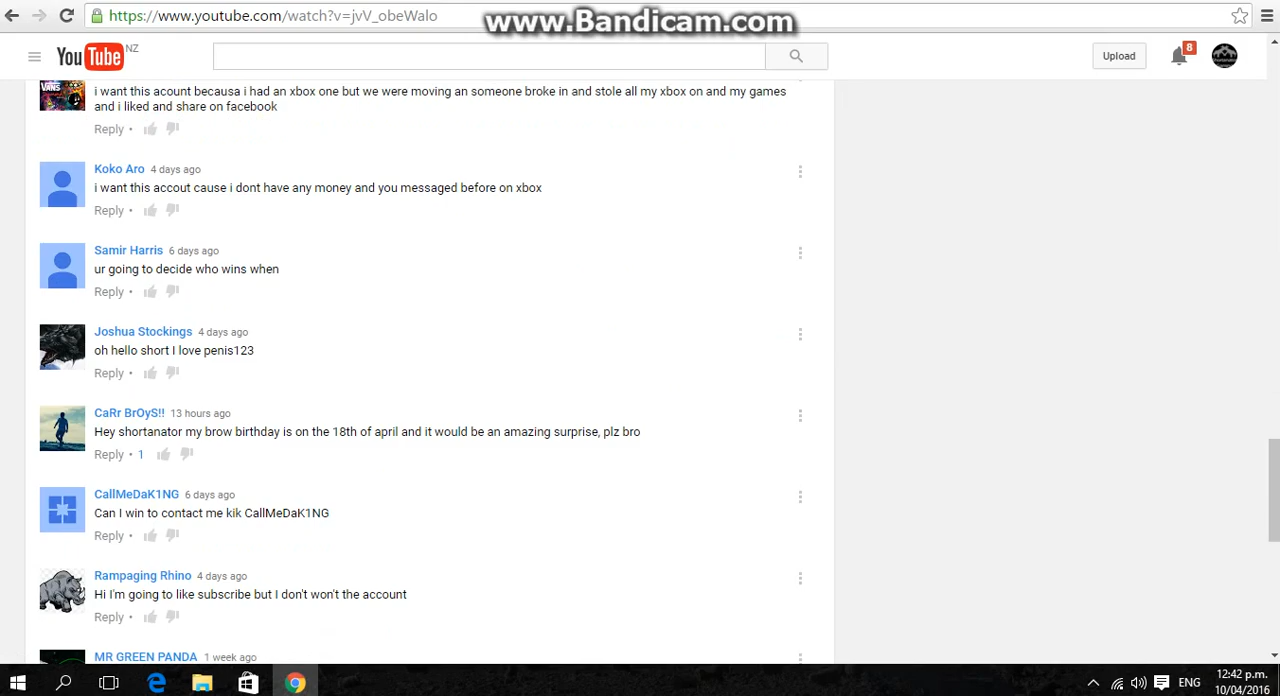 https://www.youtube.com/watch?v=jvV_obeWalo
www.Bandicam.com
YouTube NZ
Upload
8
VANS
i want this acount becausa i had an xbox one but we were moving an someone broke in and stole all my xbox on and my games
and i liked and share on facebook
Reply •
Koko Aro 4 days ago
i want this accout cause i dont have any money and you messaged before on xbox
Reply •
Samir Harris 6 days ago
ur going to decide who wins when
Reply •
Joshua Stockings 4 days ago
oh hello short I love penis123
Reply •
CaRr BrOyS!! 13 hours ago
Hey shortanator my brow birthday is on the 18th of april and it would be an amazing surprise, plz bro
Reply • 1
CallMeDaK1NG 6 days ago
Can I win to contact me kik CallMeDaK1NG
Reply •
Rampaging Rhino 4 days ago
Hi I'm going to like subscribe but I don't won't the account
Reply •
MR GREEN PANDA 1 week ago
ENG
12:42 p.m.
10/04/2016